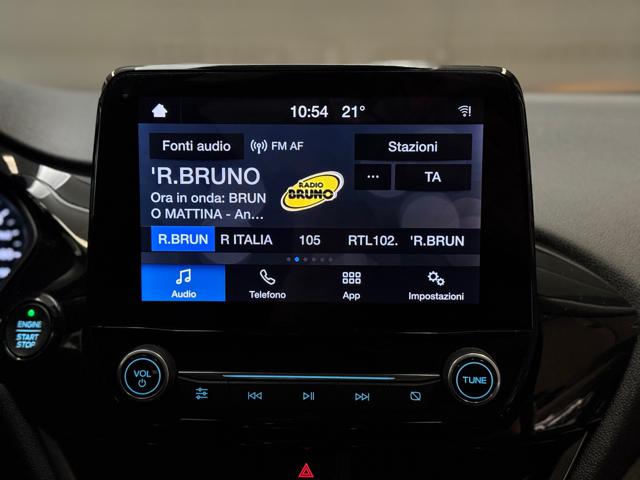 10:54 21°
Fonti audio FM AF Stazioni
'R.BRUNO ... TA
Ora in onda: BRUN
O MATTINA - An...
RADIO
BRUNO
R.BRUN R ITALIA 105 RTL102. 'R.BRUN
Audio Telefono App Impostazioni
ENGINE
START
STOP
VOL
TUNE